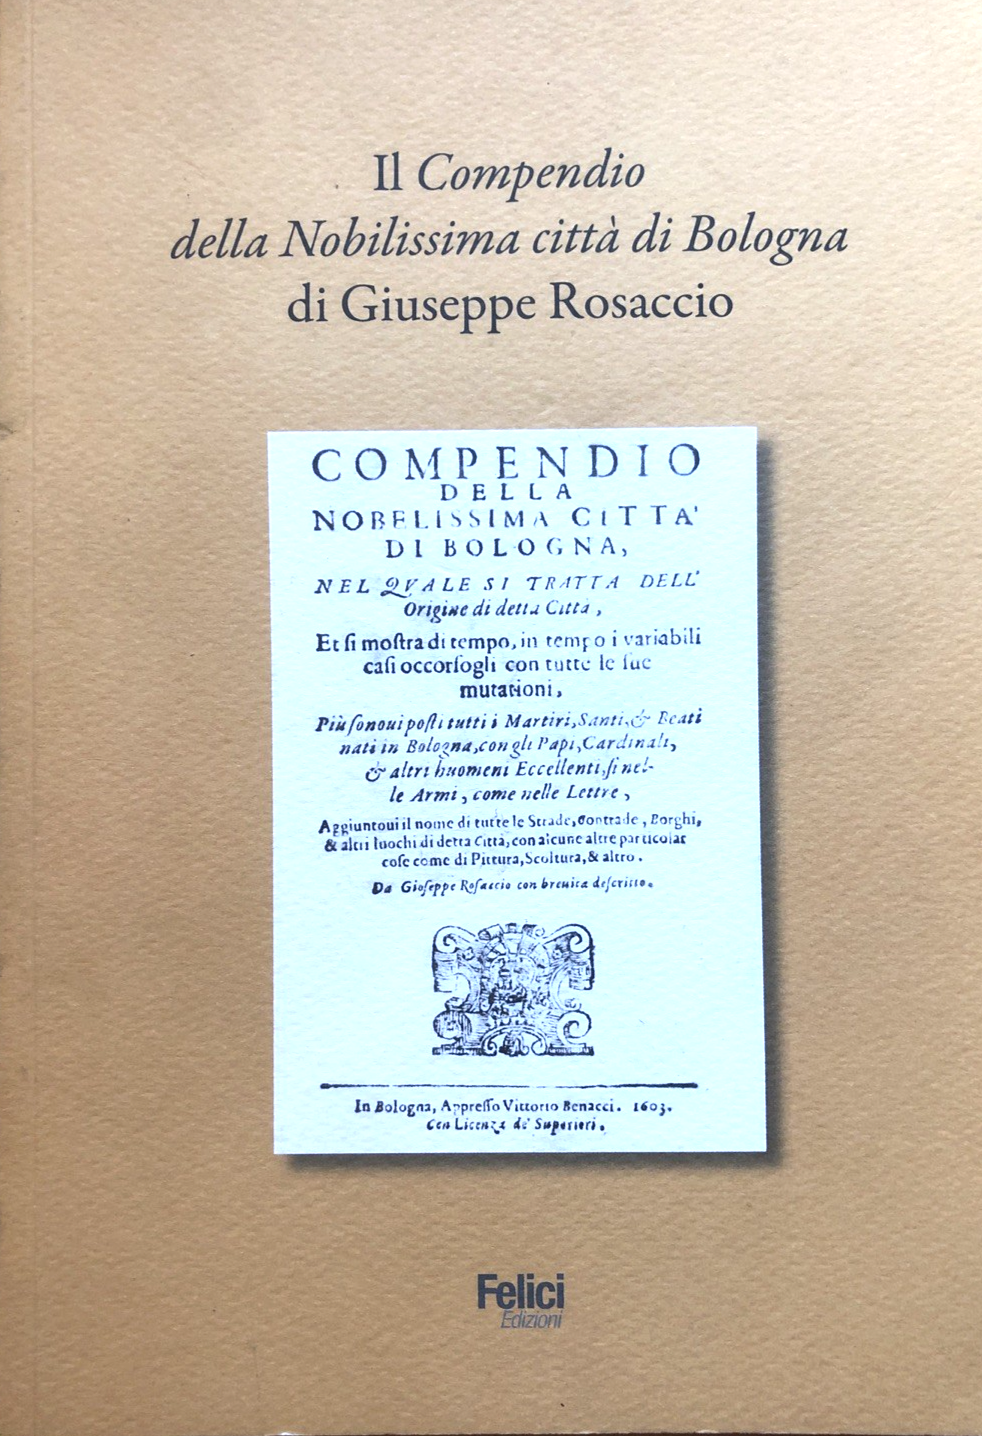 Il Compendio
della Nobilissima città di Bologna
di Giuseppe Rosaccio
COMPENDIO
DELLA
NOBELISSIMA CITTA'
DI BOLOGNA,
NEL QVALE SI TRATTA DELL'
Origine di detta Città,
Et ſi moſtra di tempo, in tempo i variabili
caſi occorſogli con tutte le ſue
mutationi,
Più ſonoui poſti tutti i Martiri, Santi, & Beati
nati in Bologna, con gli Papi, Cardinali,
& altri huomeni Eccellenti, ſi nel-
le Armi, come nelle Lettre,
Aggiuntoui il nome di tutte le Strade, Contrade, Borghi,
& altri luochi di detta Città, con alcune altre particolar
coſe come di Pittura, Scoltura, & altro.
Da Gioſeppe Roſaccio con breuita deſcritto.
In Bologna, Appreſſo Vittorio Benacci. 1603.
Con Licenza de' Superiori.
Felici
Edizioni